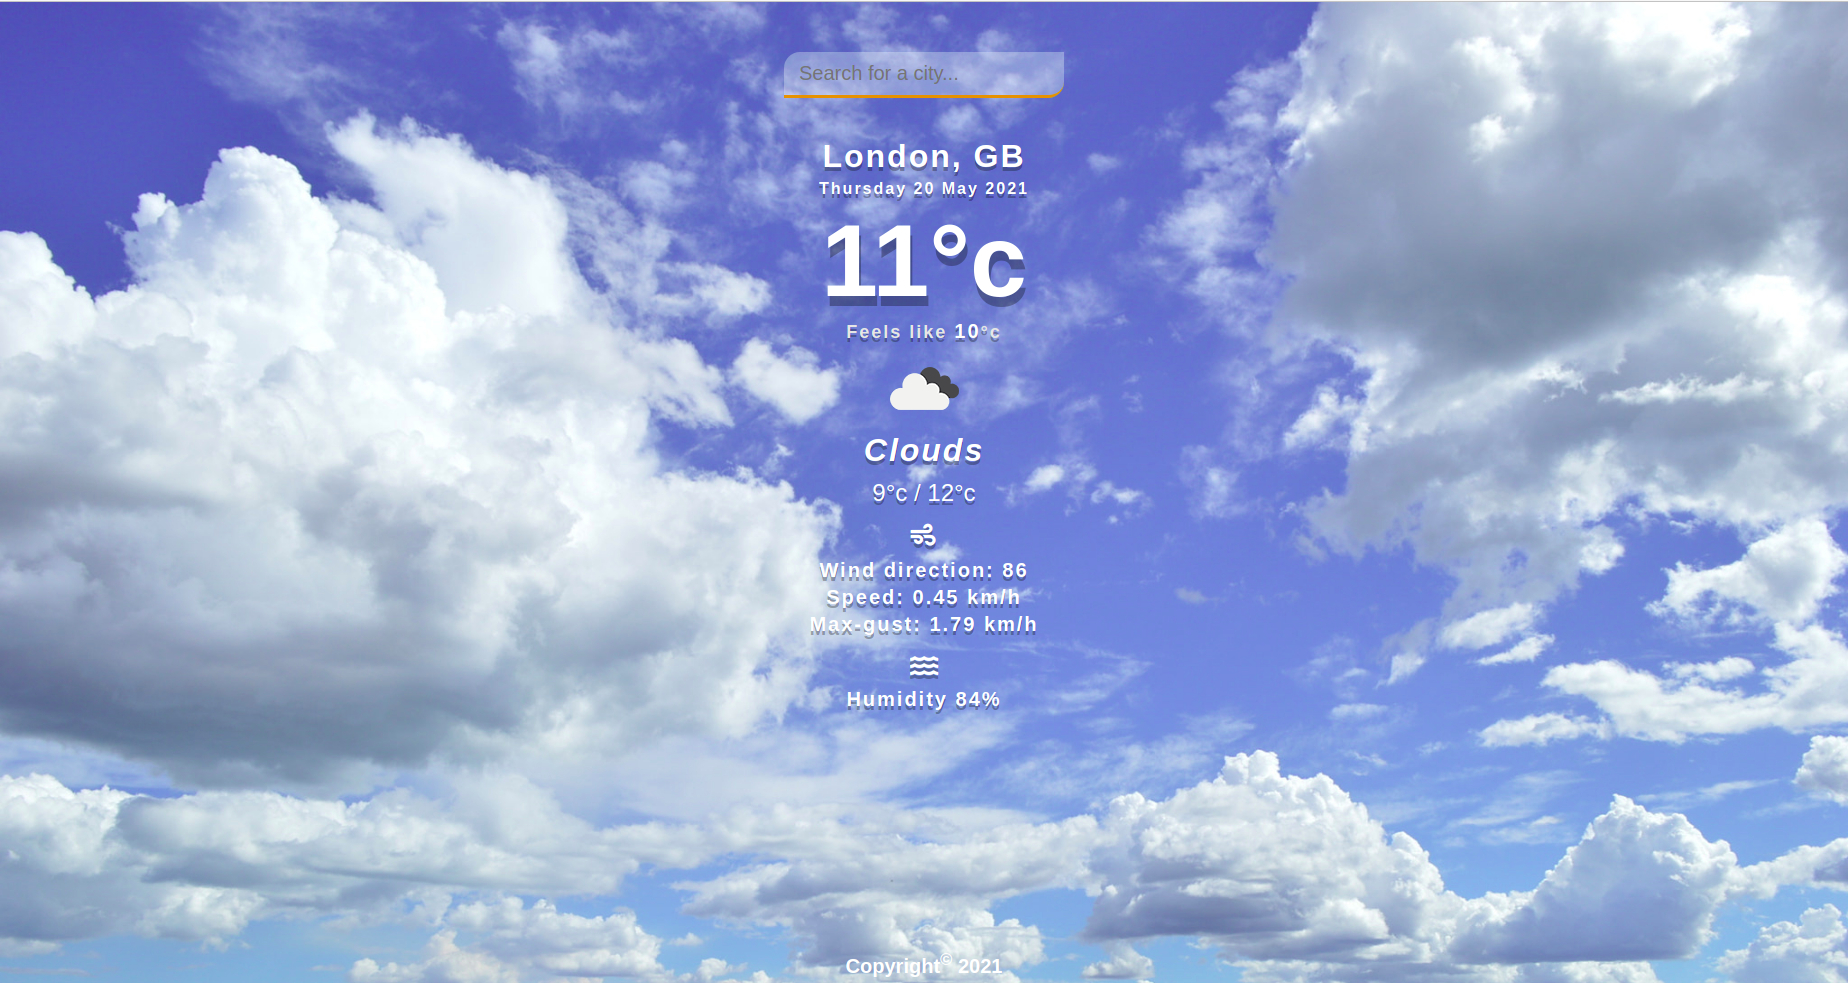 Search for a city...
London, GB
Thursday 20 May 2021
11°c
Feels like 10°c
Clouds
9°c / 12°c
Wind direction: 86
Speed: 0.45 km/h
Max-gust: 1.79 km/h
Humidity 84%
Copyright© 2021